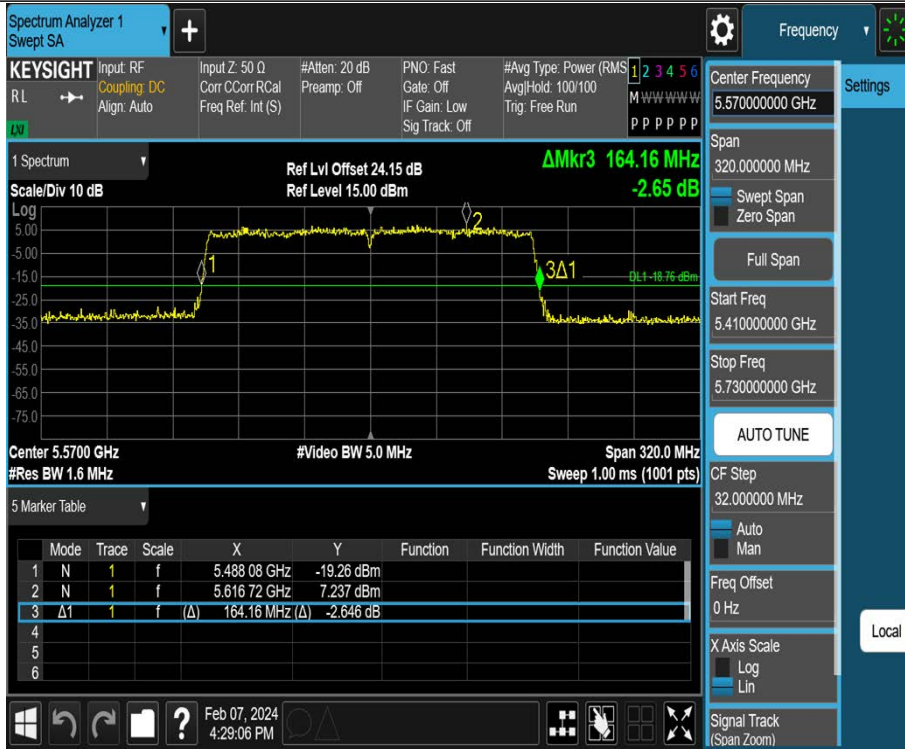 Spectrum Analyzer 1
Swept SA
+
Frequency
KEYSIGHT
RL
LXI
Input: RF
Coupling: DC
Align: Auto
Input Z: 50 Ω
Corr CCorr RCal
Freq Ref: Int (S)
#Atten: 20 dB
Preamp: Off
PNO: Fast
Gate: Off
IF Gain: Low
Sig Track: Off
#Avg Type: Power (RMS
Avg|Hold: 100/100
Trig: Free Run
1 2 3 4 5 6
M W W W W W
P P P P P P
1 Spectrum
Scale/Div 10 dB
Ref Lvl Offset 24.15 dB
Ref Level 15.00 dBm
ΔMkr3 164.16 MHz
-2.65 dB
Log
5.00
-5.00
-15.0
-25.0
-35.0
-45.0
-55.0
-65.0
-75.0
1
2
3Δ1
DL1 -18.76 dBm
Center 5.5700 GHz
#Video BW 5.0 MHz
Span 320.0 MHz
#Res BW 1.6 MHz
Sweep 1.00 ms (1001 pts)
5 Marker Table
Mode Trace Scale X Y Function Function Width Function Value
1 N 1 f 5.488 08 GHz -19.26 dBm
2 N 1 f 5.616 72 GHz 7.237 dBm
3 Δ1 1 f (Δ) 164.16 MHz (Δ) -2.646 dB
4
5
6
?
Feb 07, 2024
4:29:06 PM
Center Frequency
5.570000000 GHz
Span
320.000000 MHz
Swept Span
Zero Span
Full Span
Start Freq
5.410000000 GHz
Stop Freq
5.730000000 GHz
AUTO TUNE
CF Step
32.000000 MHz
Auto
Man
Freq Offset
0 Hz
X Axis Scale
Log
Lin
Signal Track
(Span Zoom)
Settings
Local